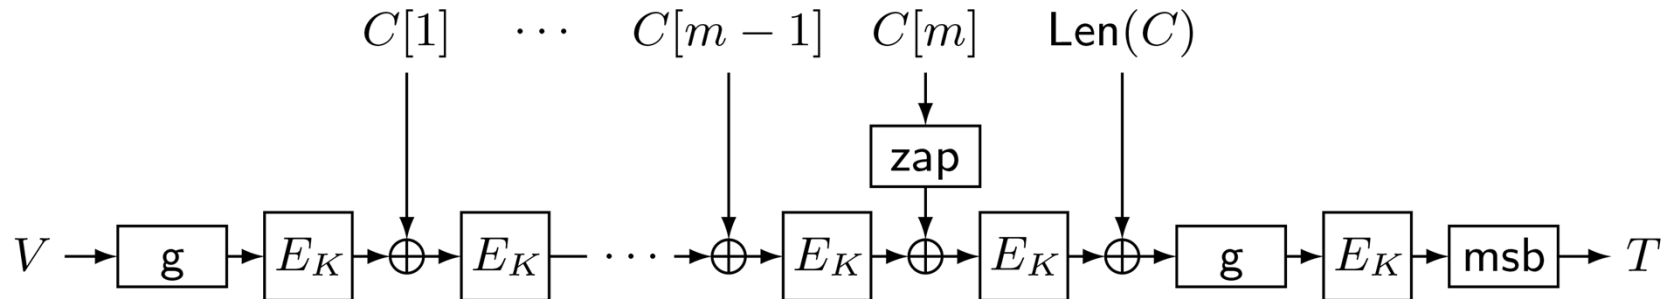 C[1] ··· C[m − 1] C[m] Len(C)
zap
V g E_K E_K ··· E_K E_K g E_K msb T